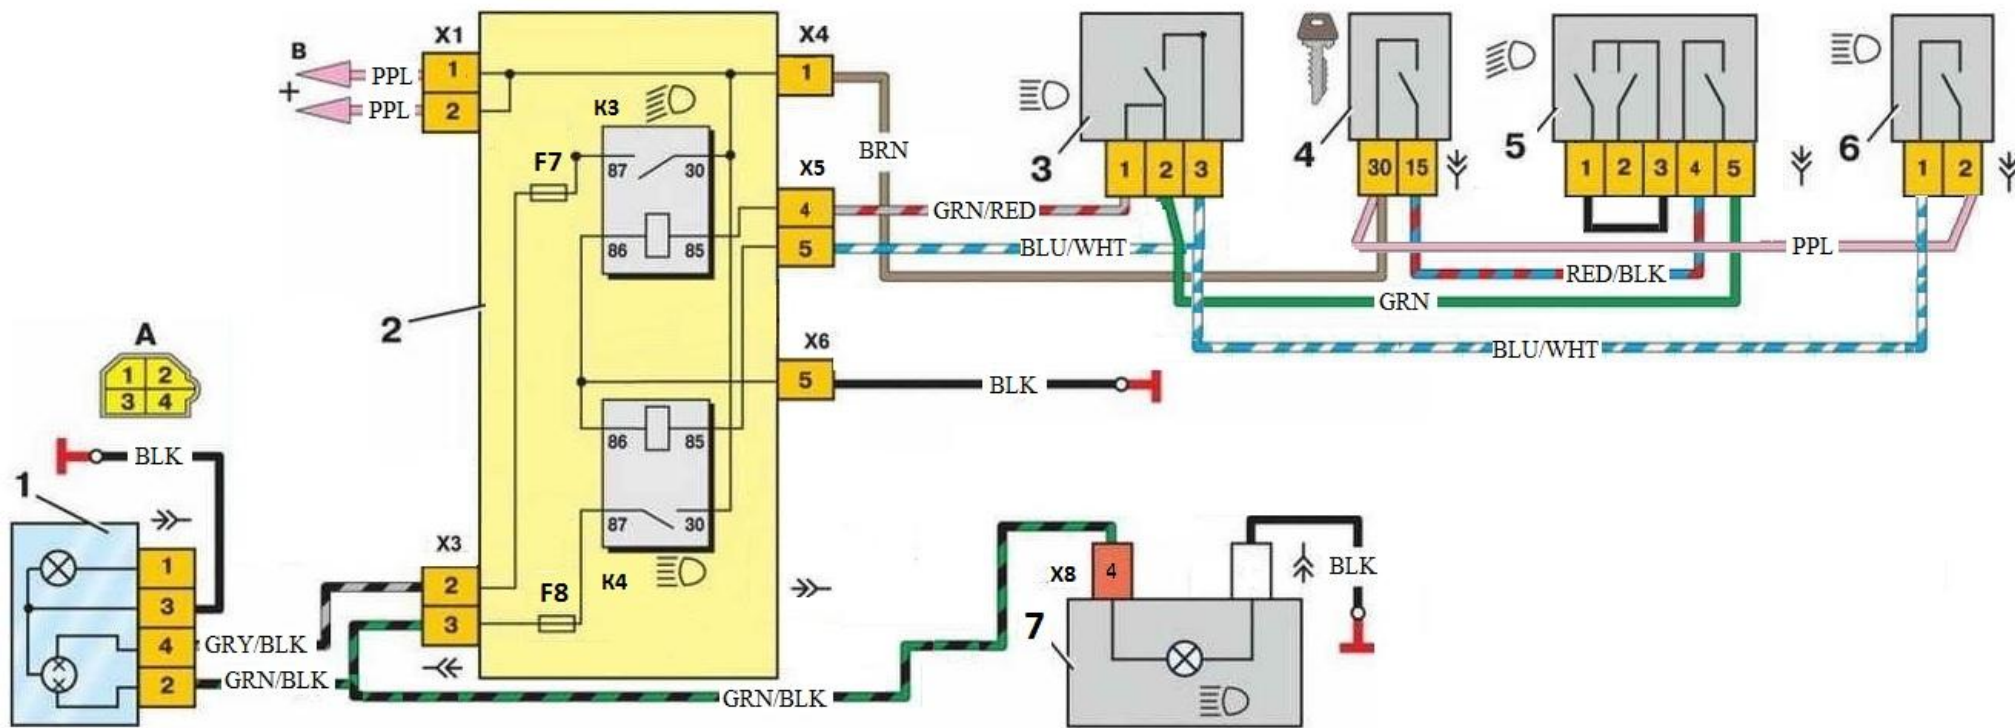 B
+
PPL
PPL
X1
1
2
X4
1
K3
87 30
86 85
F7
X5
4
5
GRN/RED
BLU/WHT
BRN
3
1 2 3
4
30 15
5
1 2 3 4 5
6
1 2
PPL
RED/BLK
GRN
BLU/WHT
2
X6
5
BLK
86 85
87 30
K4
F8
X3
2
3
A
1 2
3 4
BLK
1
1
3
4
2
GRY/BLK
GRN/BLK
GRN/BLK
X8
4
7
BLK